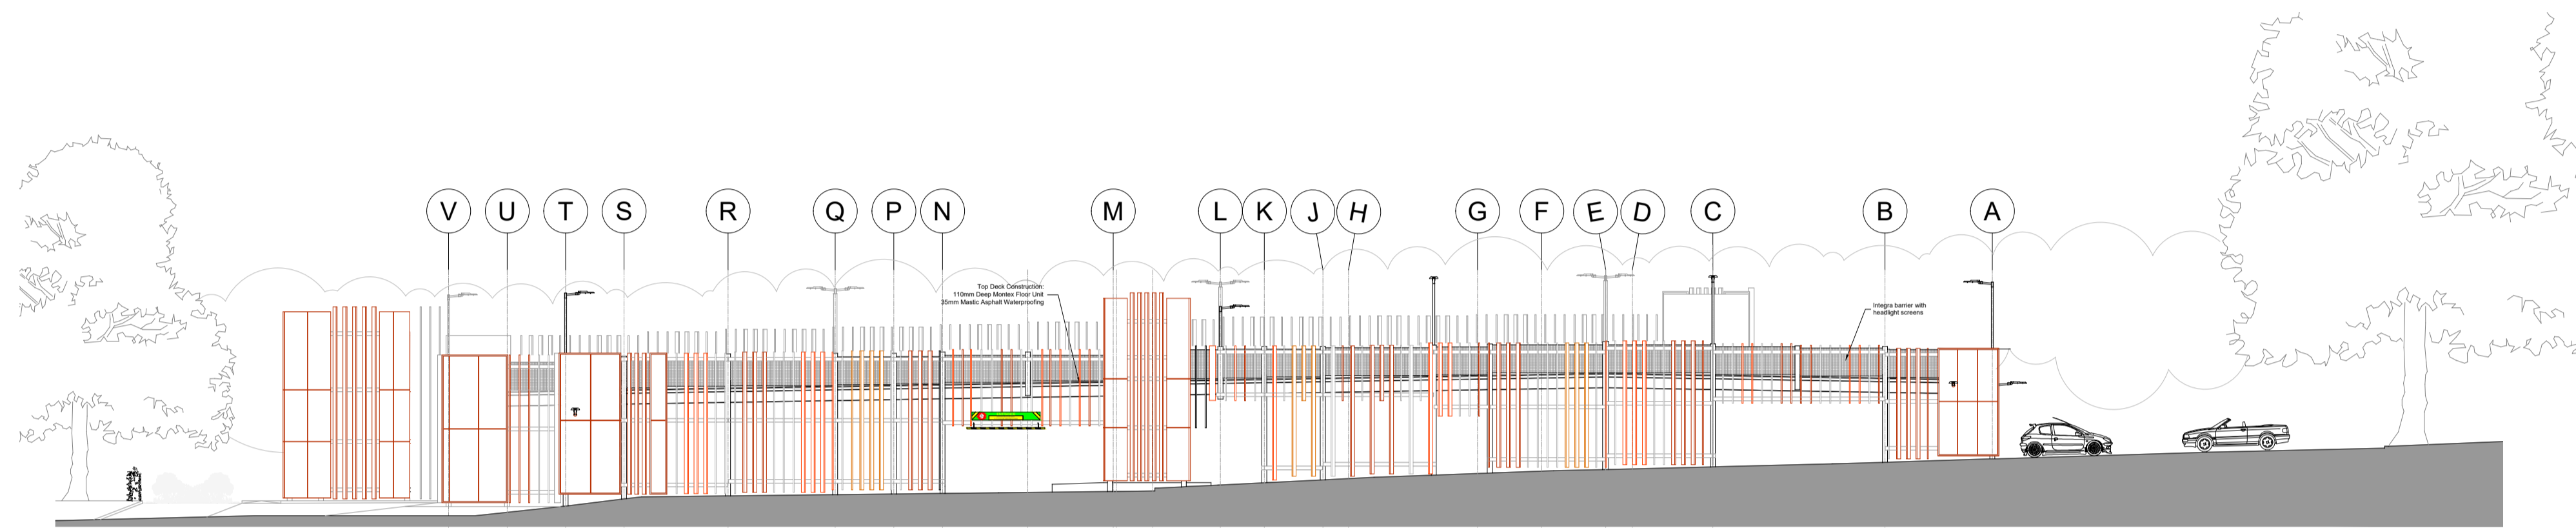 V U T S R Q P N M L K J H G F E D C B A
Top Deck Construction:
110mm Deep Montex Floor Unit
35mm Mastic Asphalt Waterproofing
Integra barrier with
headlight screens